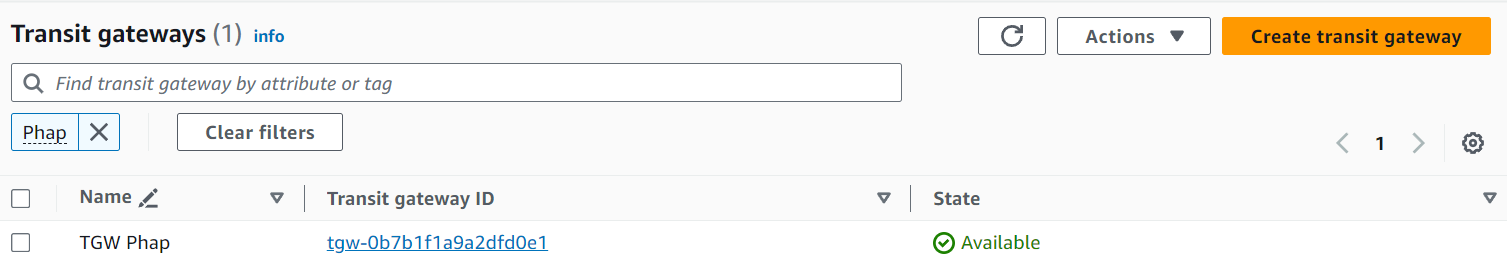 Transit gateways (1) info
Actions
Create transit gateway
Find transit gateway by attribute or tag
Phap
Clear filters
1
Name Transit gateway ID State
TGW Phap tgw-0b7b1f1a9a2dfd0e1 Available